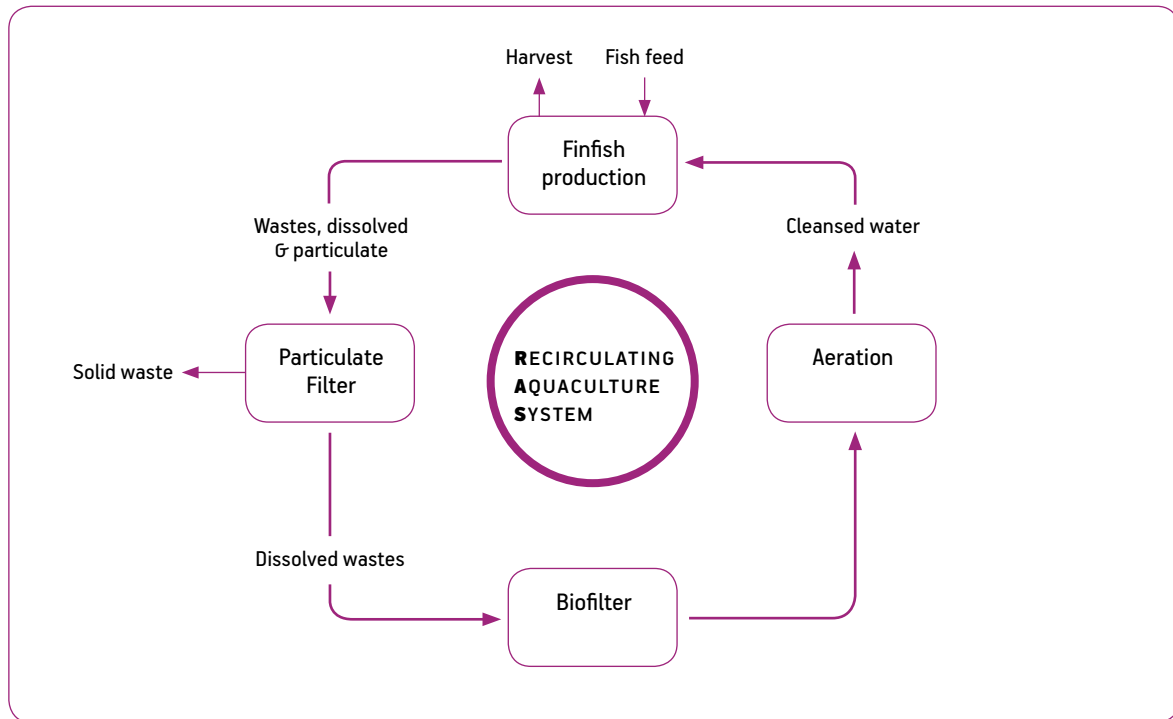 Harvest
Fish feed
Finfish
production
Wastes, dissolved
& particulate
Cleansed water
Solid waste
Particulate
Filter
RECIRCULATING
AQUACULTURE
SYSTEM
Aeration
Dissolved wastes
Biofilter